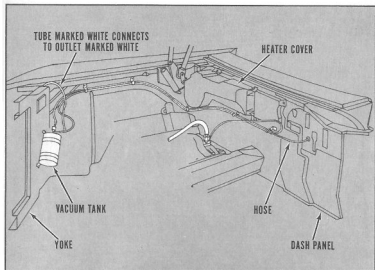 TUBE MARKED WHITE CONNECTS
TO OUTLET MARKED WHITE
HEATER COVER
VACUUM TANK
HOSE
YOKE
DASH PANEL